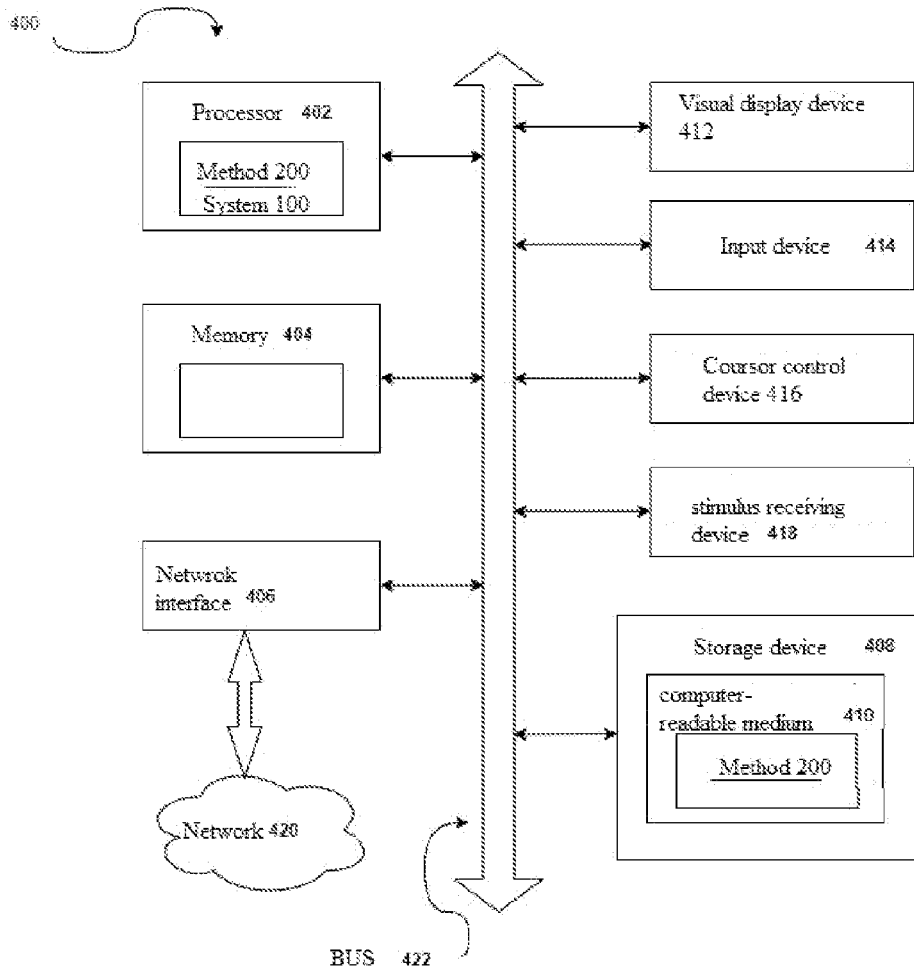 400
Processor 402
Method 200
System 100
Memory 404
Netwrok
interface 406
Network 420
BUS 422
Visual display device
412
Input device 414
Coursor control
device 416
stimulus receiving
device 418
Storage device 408
computer-
readable medium 410
Method 200